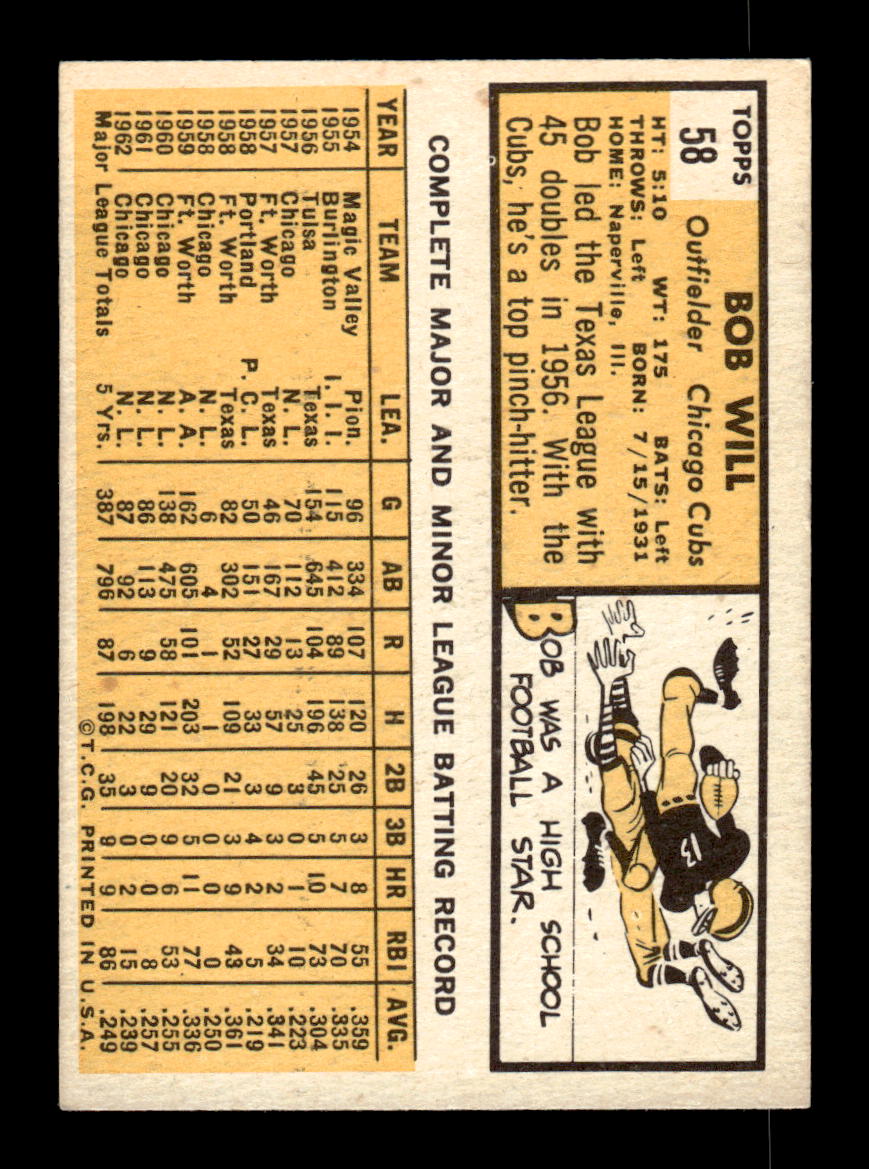 TOPPS
58
BOB WILL
Outfielder Chicago Cubs
HT: 5:10 WT: 175 BATS: Left
THROWS: Left BORN: 7/15/1931
HOME: Naperville, Ill.
Bob led the Texas League with
45 doubles in 1956. With the
Cubs, he's a top pinch-hitter.
13
BOB WAS A HIGH SCHOOL
FOOTBALL STAR.
COMPLETE MAJOR AND MINOR LEAGUE BATTING RECORD
YEAR TEAM LEA. G AB R H 2B 3B HR RBI AVG.
1954 Magic Valley Pion. 96 334 107 120 26 3 8 55 .359
1955 Burlington I. I. I. 115 412 89 138 25 5 7 70 .335
1956 Tulsa Texas 154 645 104 196 45 5 10 73 .304
1957 Chicago N. L. 70 112 13 25 3 0 1 10 .223
1957 Ft. Worth Texas 46 167 29 57 9 3 2 34 .341
1958 Portland P. C. L. 50 151 27 33 3 4 2 5 .219
1958 Ft. Worth Texas 82 302 52 109 21 3 9 43 .361
1958 Chicago N. L. 6 4 1 1 0 0 0 0 .250
1959 Ft. Worth A. A. 162 605 101 203 32 5 11 77 .336
1960 Chicago N. L. 138 475 58 121 20 9 6 53 .255
1961 Chicago N. L. 86 113 9 29 9 0 0 8 .257
1962 Chicago N. L. 87 92 6 22 3 0 2 15 .239
Major League Totals 5 Yrs. 387 796 87 198 35 9 9 86 .249
©T.C.G. PRINTED IN U.S.A.